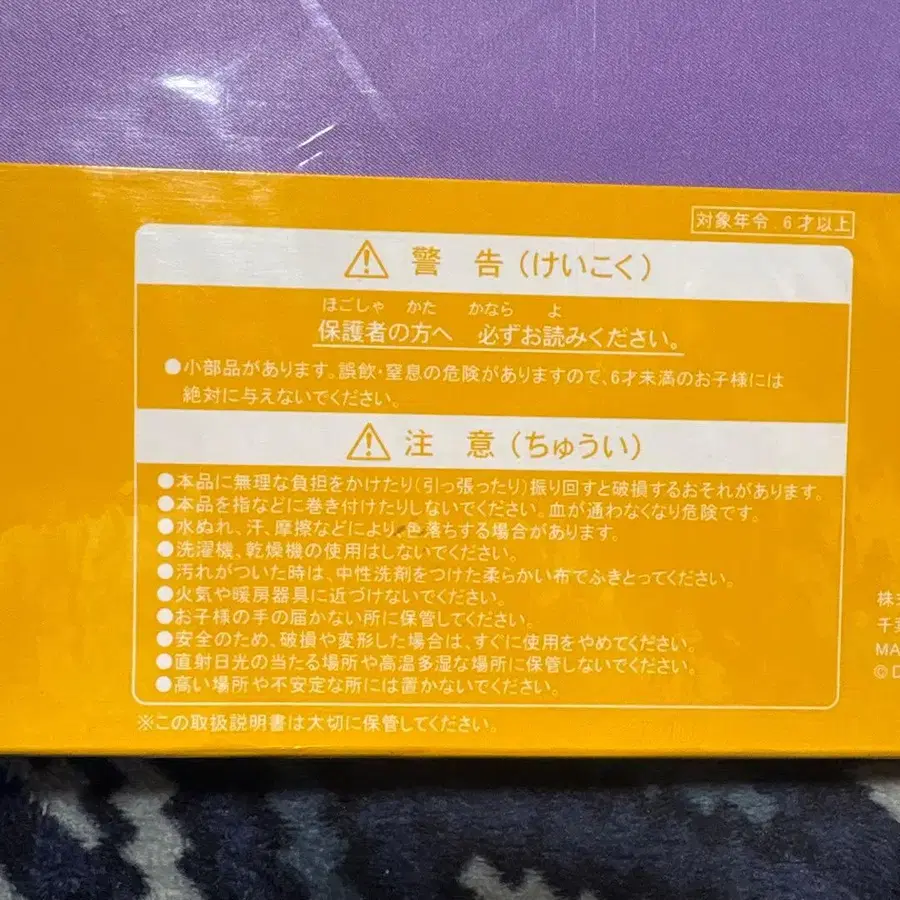 対象年令.6才以上
⚠ 警 告(けいこく)
ほごしゃ かた かなら よ
保護者の方へ 必ずお読みください。
●小部品があります。誤飲・窒息の危険がありますので、6才未満のお子様には
絶対に与えないでください。
⚠ 注 意(ちゅうい)
●本品に無理な負担をかけたり(引っ張ったり)振り回すと破損するおそれがあります。
●本品を指などに巻き付けたりしないでください。血が通わなくなり危険です。
●水ぬれ、汗、摩擦などにより色落ちする場合があります。
●洗濯機、乾燥機の使用はしないでください。
●汚れがついた時は、中性洗剤をつけた柔らかい布でふきとってください。
●火気や暖房器具に近づけないでください。
●お子様の手の届かない所に保管してください。
●安全のため、破損や変形した場合は、すぐに使用をやめてください。
●直射日光の当たる場所や高温多湿な場所に保管しないでください。
●高い場所や不安定な所には置かないでください。
※この取扱説明書は大切に保管してください。
株
千
MA
©D